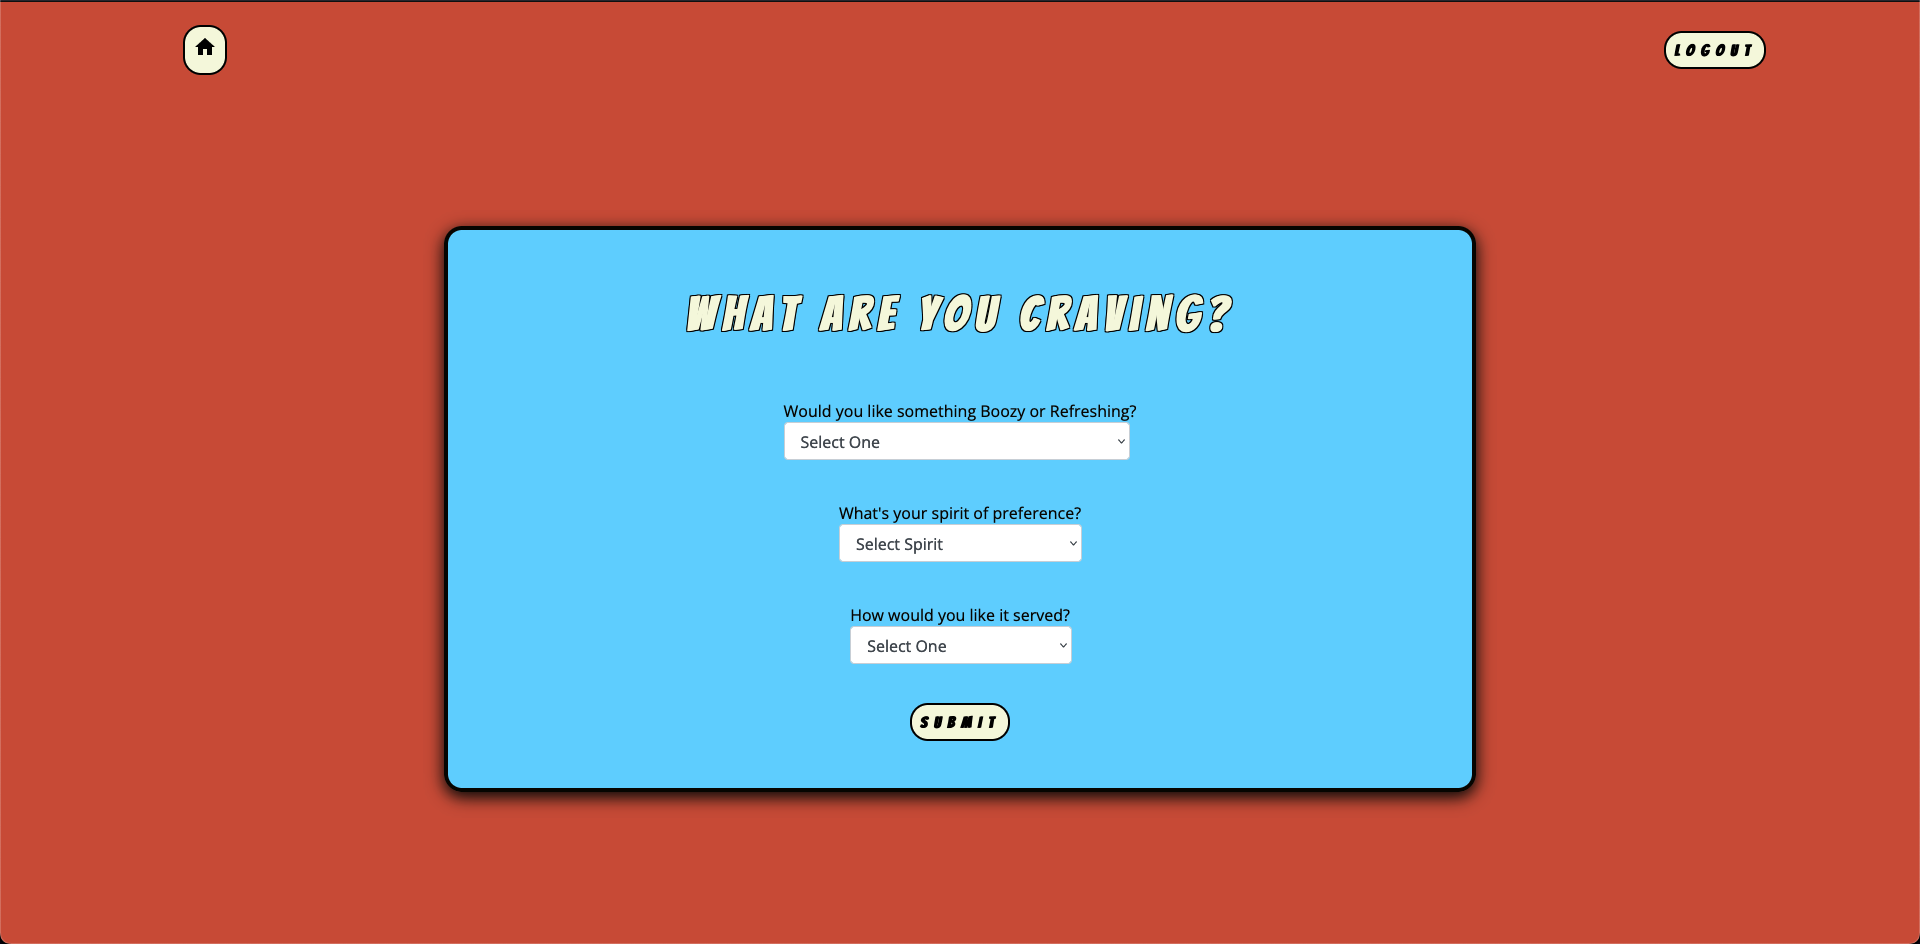 LOGOUT
WHAT ARE YOU CRAVING?
Would you like something Boozy or Refreshing?
Select One
What's your spirit of preference?
Select Spirit
How would you like it served?
Select One
SUBMIT